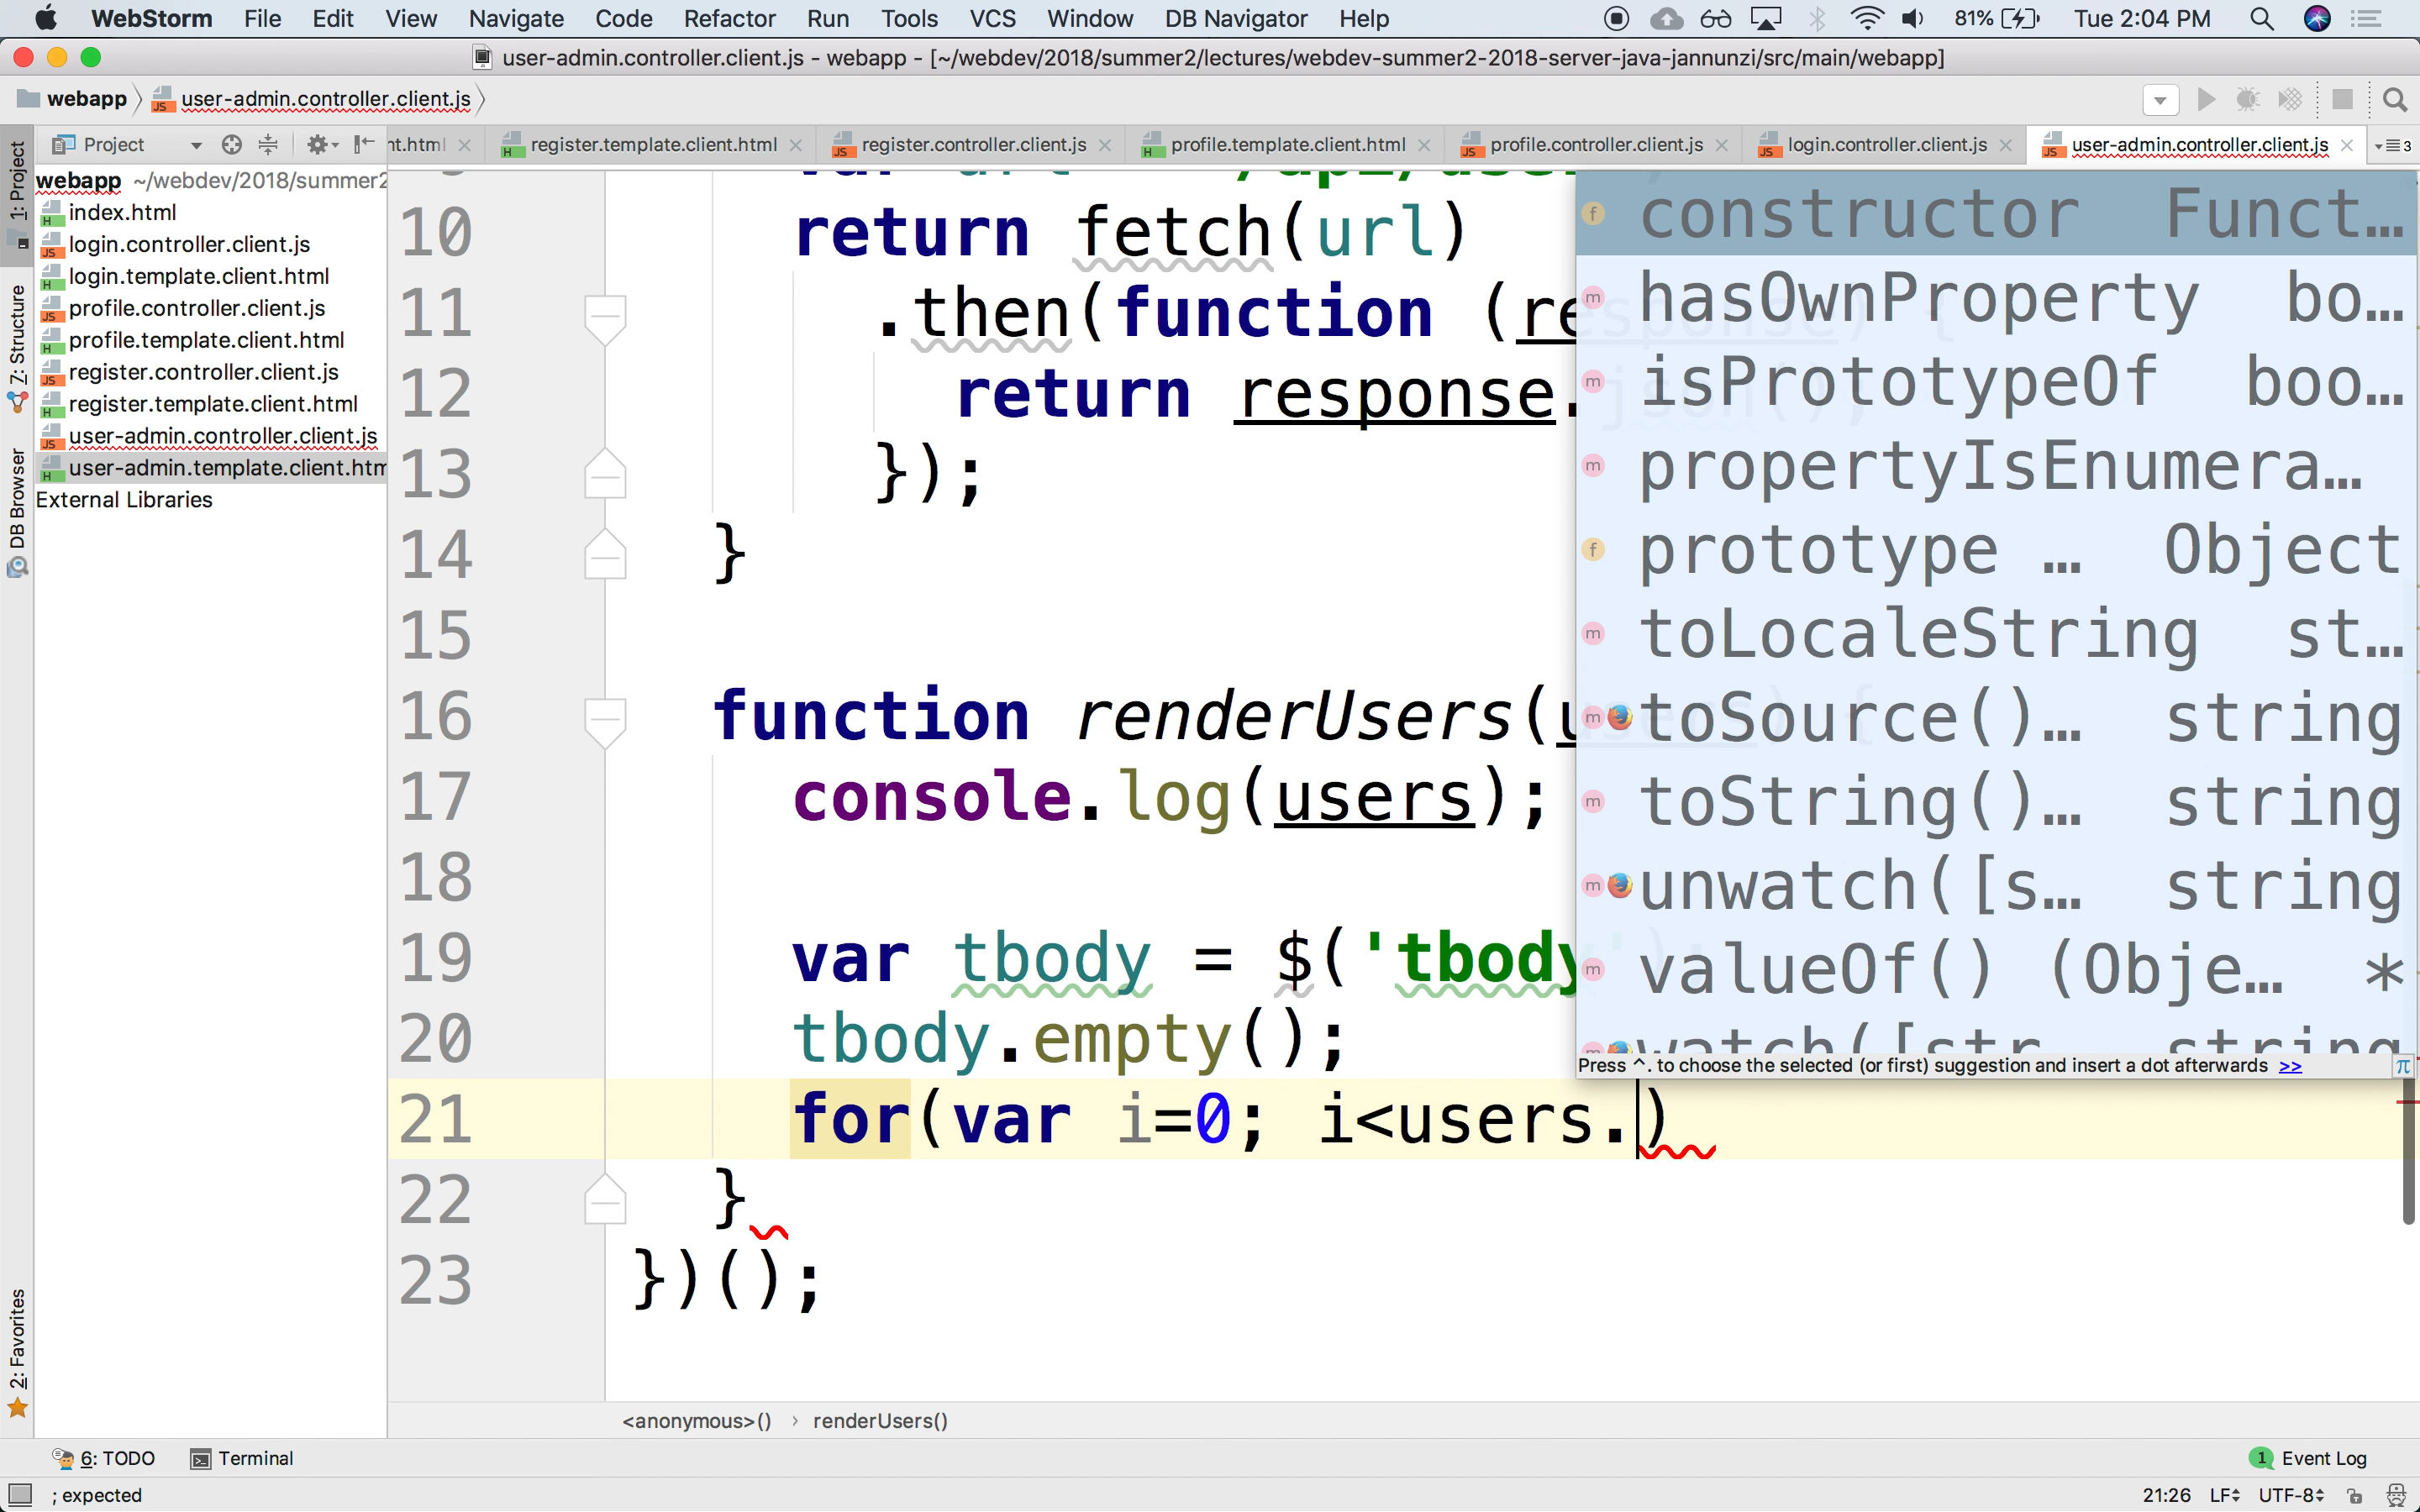 WebStorm File Edit View Navigate Code Refactor Run Tools VCS Window DB Navigator Help 81% Tue 2:04 PM
user-admin.controller.client.js - webapp - [~/webdev/2018/summer2/lectures/webdev-summer2-2018-server-java-jannunzi/src/main/webapp]
webapp user-admin.controller.client.js
Project nt.html register.template.client.html register.controller.client.js profile.template.client.html profile.controller.client.js login.controller.client.js user-admin.controller.client.js 3
1: Project
7: Structure
DB Browser
2: Favorites
webapp ~/webdev/2018/summer2
index.html
login.controller.client.js
login.template.client.html
profile.controller.client.js
profile.template.client.html
register.controller.client.js
register.template.client.html
user-admin.controller.client.js
user-admin.template.client.htm
External Libraries
10 return fetch(url)
11 .then(function (re
12 return response.
13 });
14 }
15
16 function renderUsers(u
17 console.log(users);
18
19 var tbody = $('tbody
20 tbody.empty();
21 for(var i=0; i<users.)
22 }
23 })();
constructor Funct…
hasOwnProperty bo…
isPrototypeOf boo…
propertyIsEnumera…
prototype … Object
toLocaleString st…
toSource()… string
toString()… string
unwatch([s… string
valueOf() (Obje… *
watch([str… string
Press ^. to choose the selected (or first) suggestion and insert a dot afterwards >> π
<anonymous>() › renderUsers()
6: TODO Terminal 1 Event Log
; expected 21:26 LF UTF-8